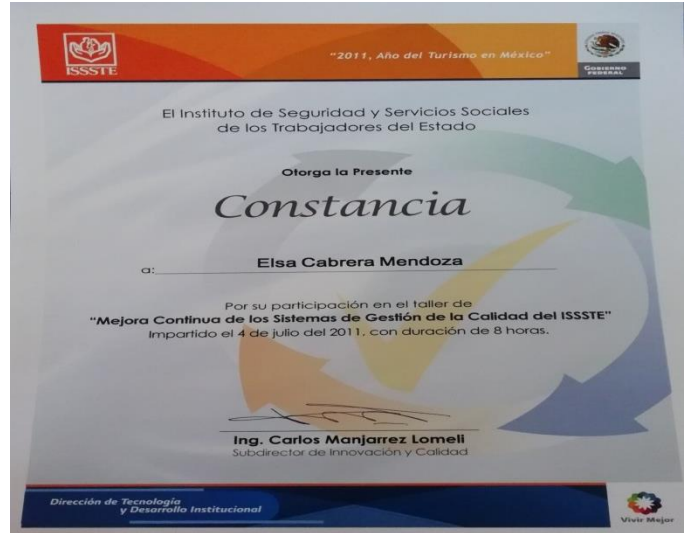 ISSSTE
"2011, Año del Turismo en México"
GOBIERNO
FEDERAL
El Instituto de Seguridad y Servicios Sociales
de los Trabajadores del Estado
Otorga la Presente
Constancia
a: Elsa Cabrera Mendoza
Por su participación en el taller de
"Mejora Continua de los Sistemas de Gestión de la Calidad del ISSSTE"
Impartido el 4 de julio del 2011, con duración de 8 horas.
Ing. Carlos Manjarrez Lomeli
Subdirector de Innovación y Calidad
Dirección de Tecnología
y Desarrollo Institucional
Vivir Mejor